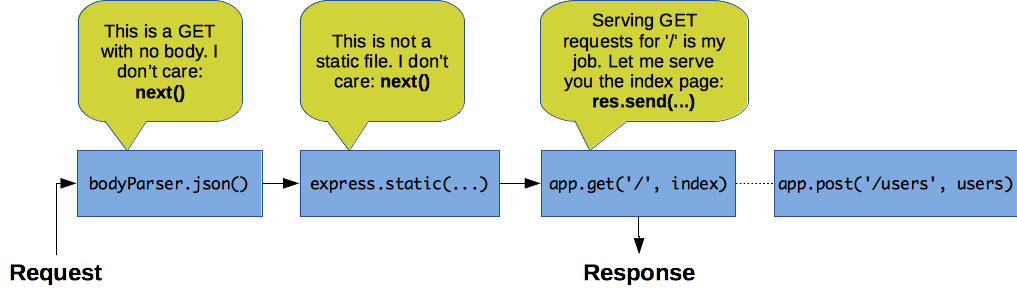 This is a GET
with no body. I
don't care:
next()
This is not a
static file. I don't
care: next()
Serving GET
requests for '/' is my
job. Let me serve
you the index page:
res.send(...)
bodyParser.json()
express.static(...)
app.get('/', index)
app.post('/users', users)
Request
Response